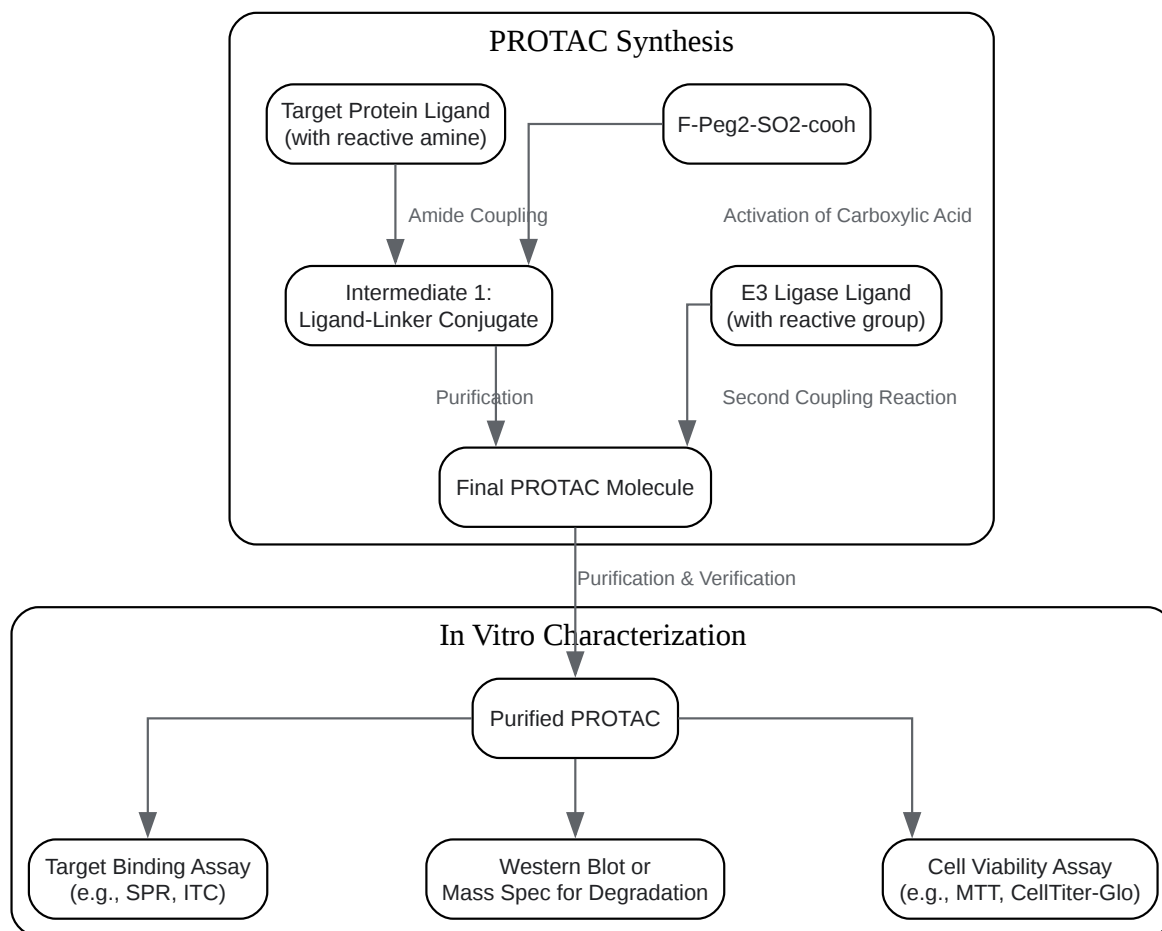 PROTAC Synthesis
Target Protein Ligand
(with reactive amine)
F-Peg2-SO2-cooh
Amide Coupling
Activation of Carboxylic Acid
Intermediate 1:
Ligand-Linker Conjugate
E3 Ligase Ligand
(with reactive group)
Purification
Second Coupling Reaction
Final PROTAC Molecule
Purification & Verification
In Vitro Characterization
Purified PROTAC
Target Binding Assay
(e.g., SPR, ITC)
Western Blot or
Mass Spec for Degradation
Cell Viability Assay
(e.g., MTT, CellTiter-Glo)